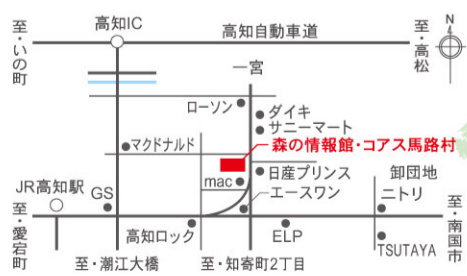 至・いの町
高知IC
高知自動車道
至・高松
N
一宮
ローソン
ダイキ
サニーマート
マクドナルド
森の情報館・コアス馬路村
日産プリンス
卸団地
mac
エースワン
ニトリ
JR高知駅
GS
至・愛宕町
高知ロック
ELP
TSUTAYA
至・南国市
至・潮江大橋
至・知寄町2丁目